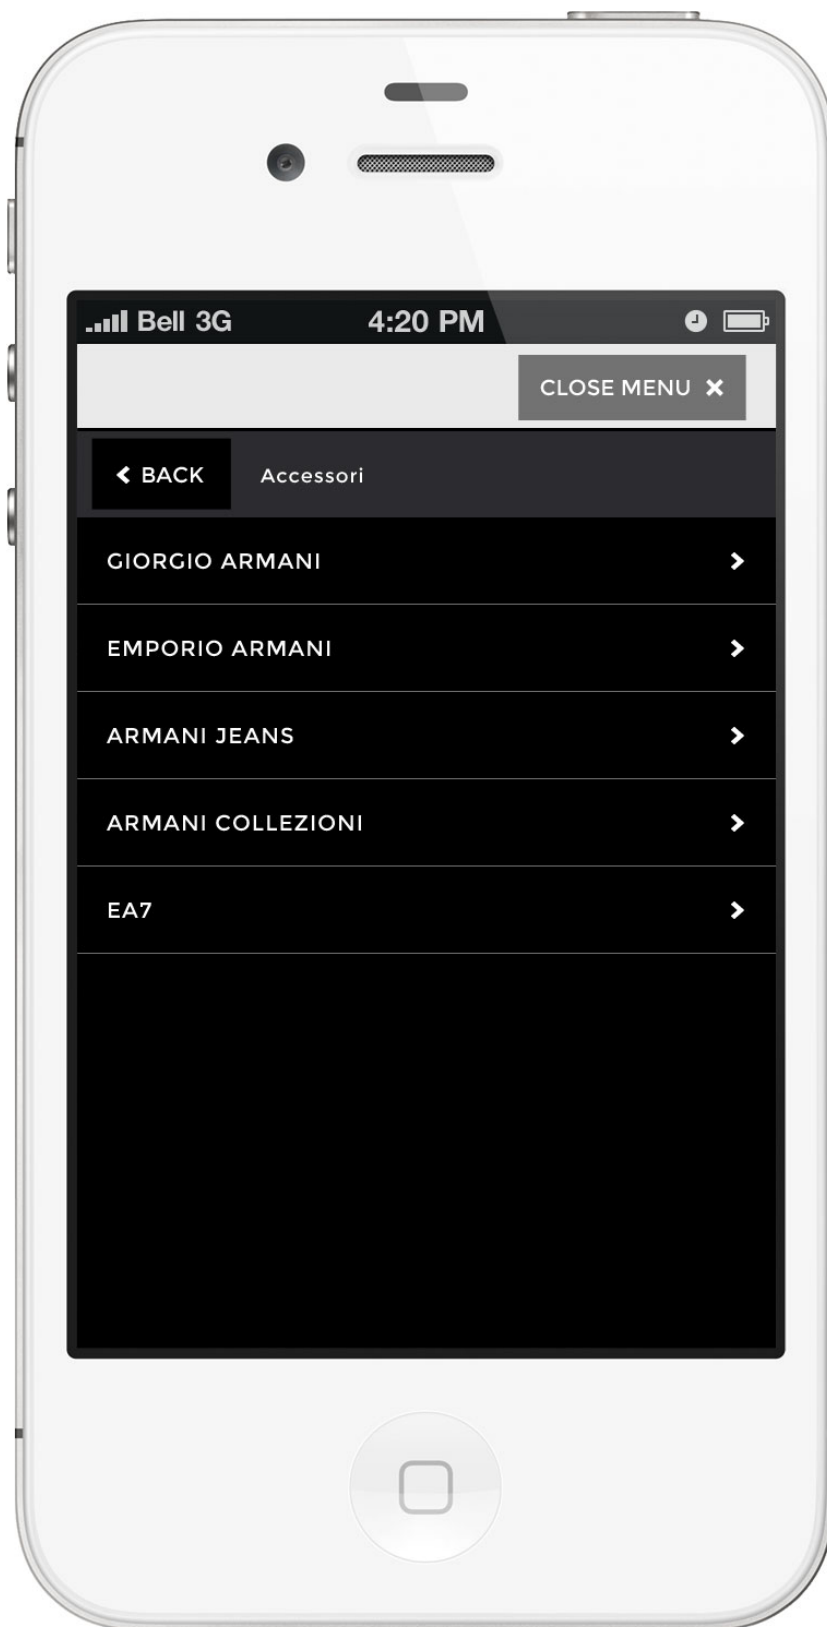 Bell 3G 4:20 PM
CLOSE MENU
BACK Accessori
GIORGIO ARMANI
EMPORIO ARMANI
ARMANI JEANS
ARMANI COLLEZIONI
EA7